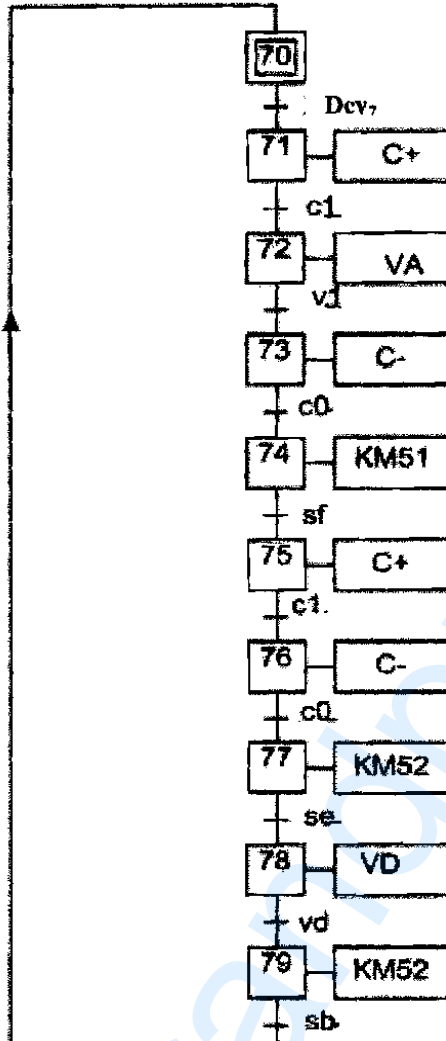 70
Dcv₇
71 C+
c1
72 VA
v1
73 C-
c0
74 KM51
sf
75 C+
c1
76 C-
c0
77 KM52
se
78 VD
vd
79 KM52
sb